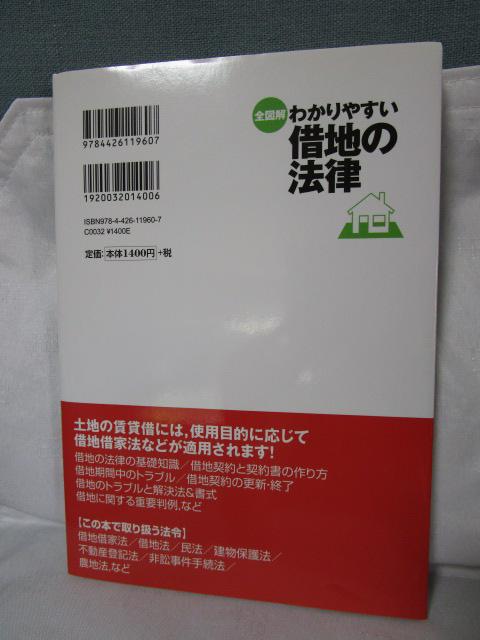 全図解
わかりやすい
借地の
法律
9784426119607
1920032014006
ISBN978-4-426-11960-7
C0032 ¥1400E
定価: 本体1400円 +税
土地の賃貸借には,使用目的に応じて
借地借家法などが適用されます!
借地の法律の基礎知識/借地契約と契約書の作り方
借地期間中のトラブル/借地契約の更新・終了
借地のトラブルと解決法&書式
借地に関する重要判例,など
【この本で取り扱う法令】
借地借家法/借地法/民法/建物保護法/
不動産登記法/非訟事件手続法/
農地法,など